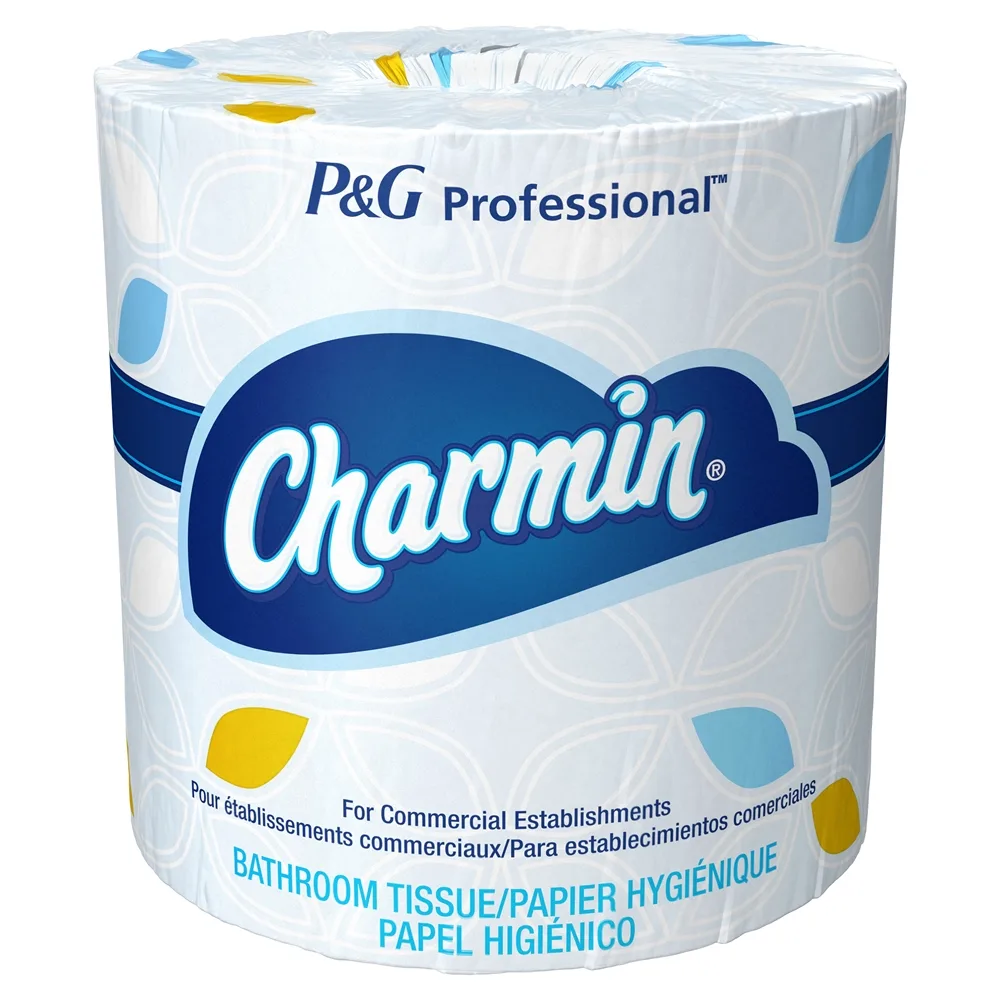 P&G Professional™
Charmin®
For Commercial Establishments
Pour établissements commerciaux/Para establecimientos comerciales
BATHROOM TISSUE/PAPIER HYGIÉNIQUE
PAPEL HIGIÉNICO